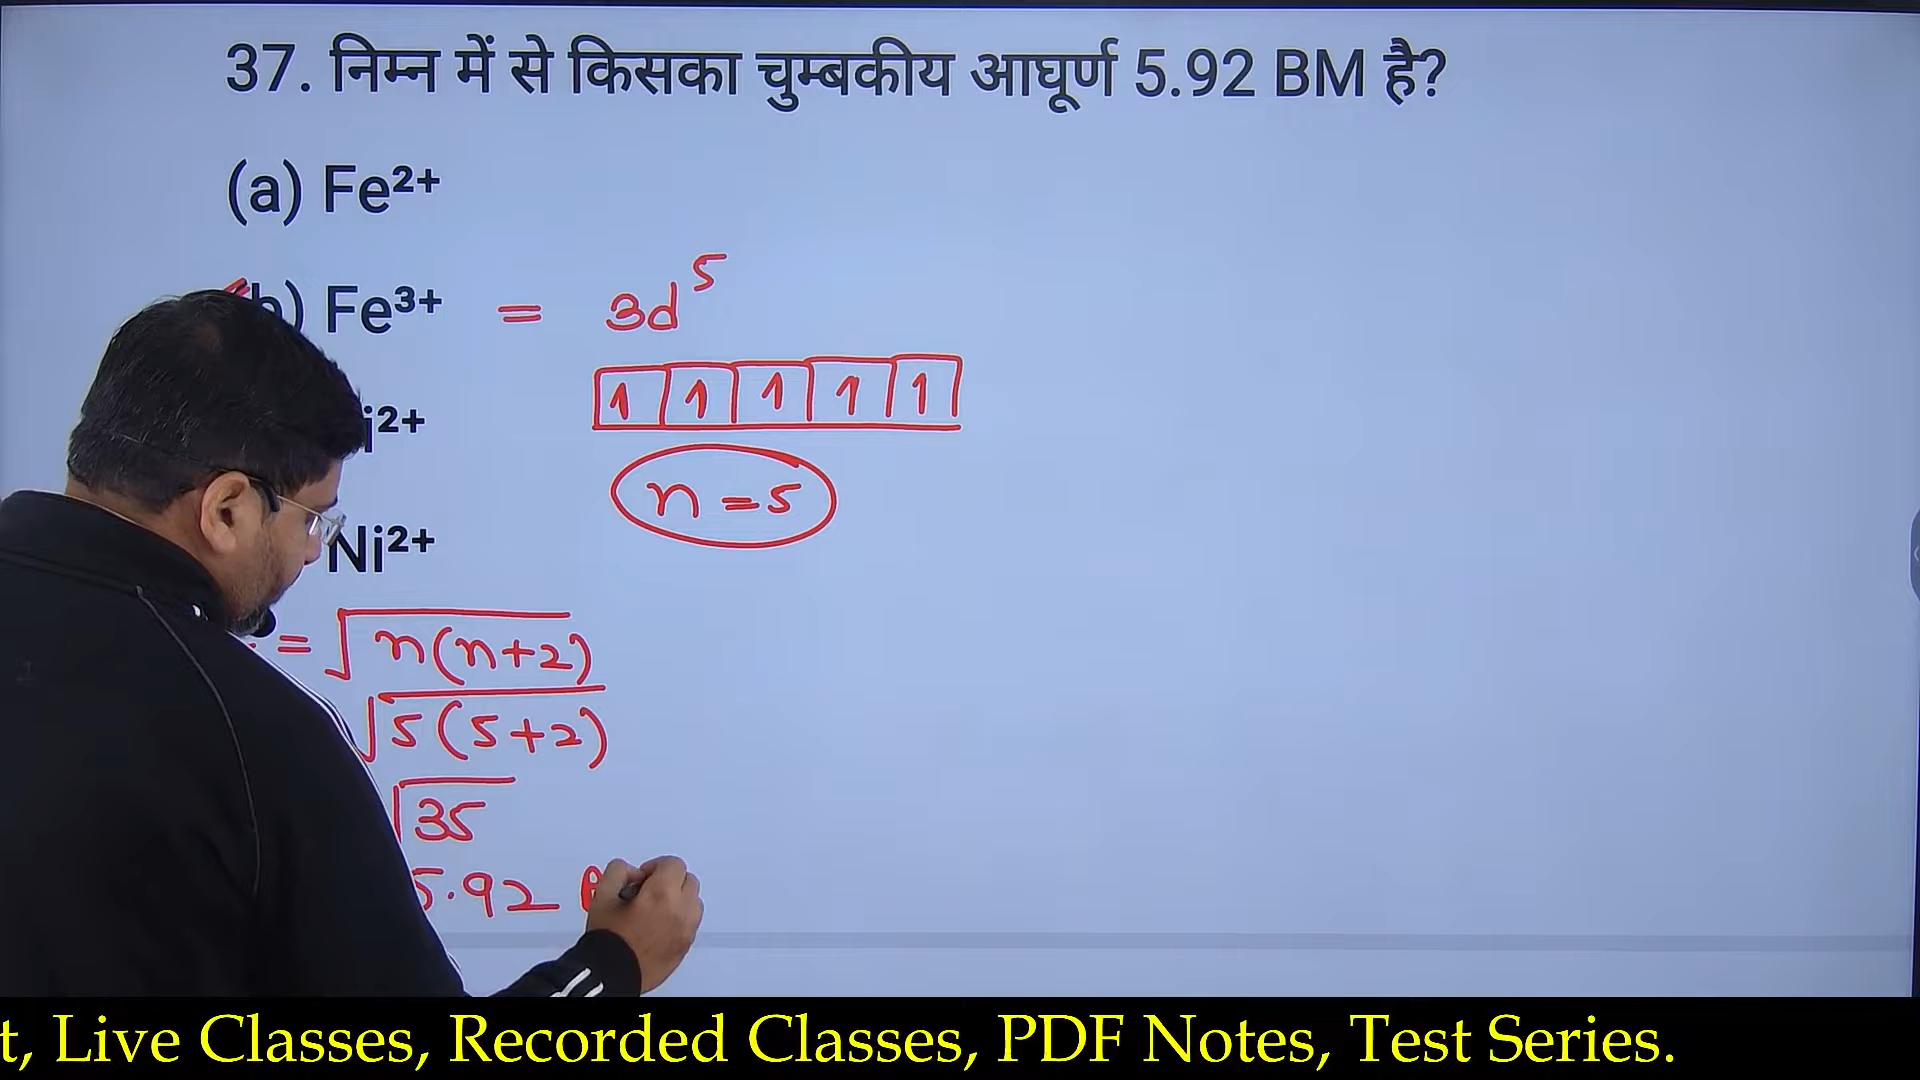 37. निम्न में से किसका चुम्बकीय आघूर्ण 5.92 BM है?
(a) Fe²⁺
b) Fe³⁺ = 3d⁵
1 1 1 1 1
i²⁺
n = 5
Ni²⁺
= √n(n+2)
√5(5+2)
√35
5.92
t, Live Classes, Recorded Classes, PDF Notes, Test Series.